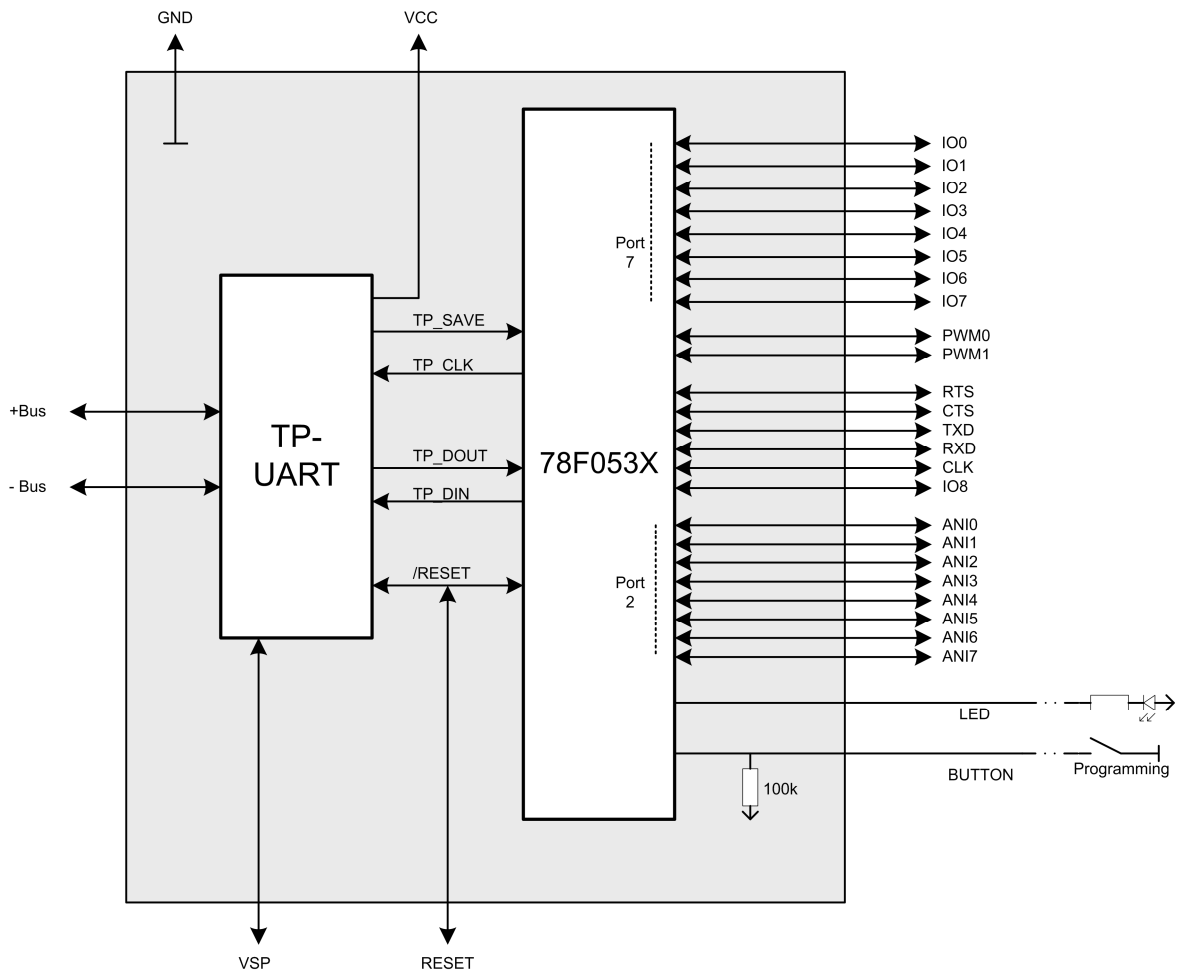 GND
VCC
IO0
IO1
IO2
IO3
IO4
Port
7
IO5
IO6
IO7
TP_SAVE
PWM0
PWM1
TP_CLK
RTS
+Bus
CTS
TXD
TP-
UART
RXD
TP_DOUT
78F053X
CLK
- Bus
TP_DIN
IO8
ANI0
ANI1
ANI2
/RESET
Port
2
ANI3
ANI4
ANI5
ANI6
ANI7
LED
BUTTON
Programming
100k
VSP
RESET